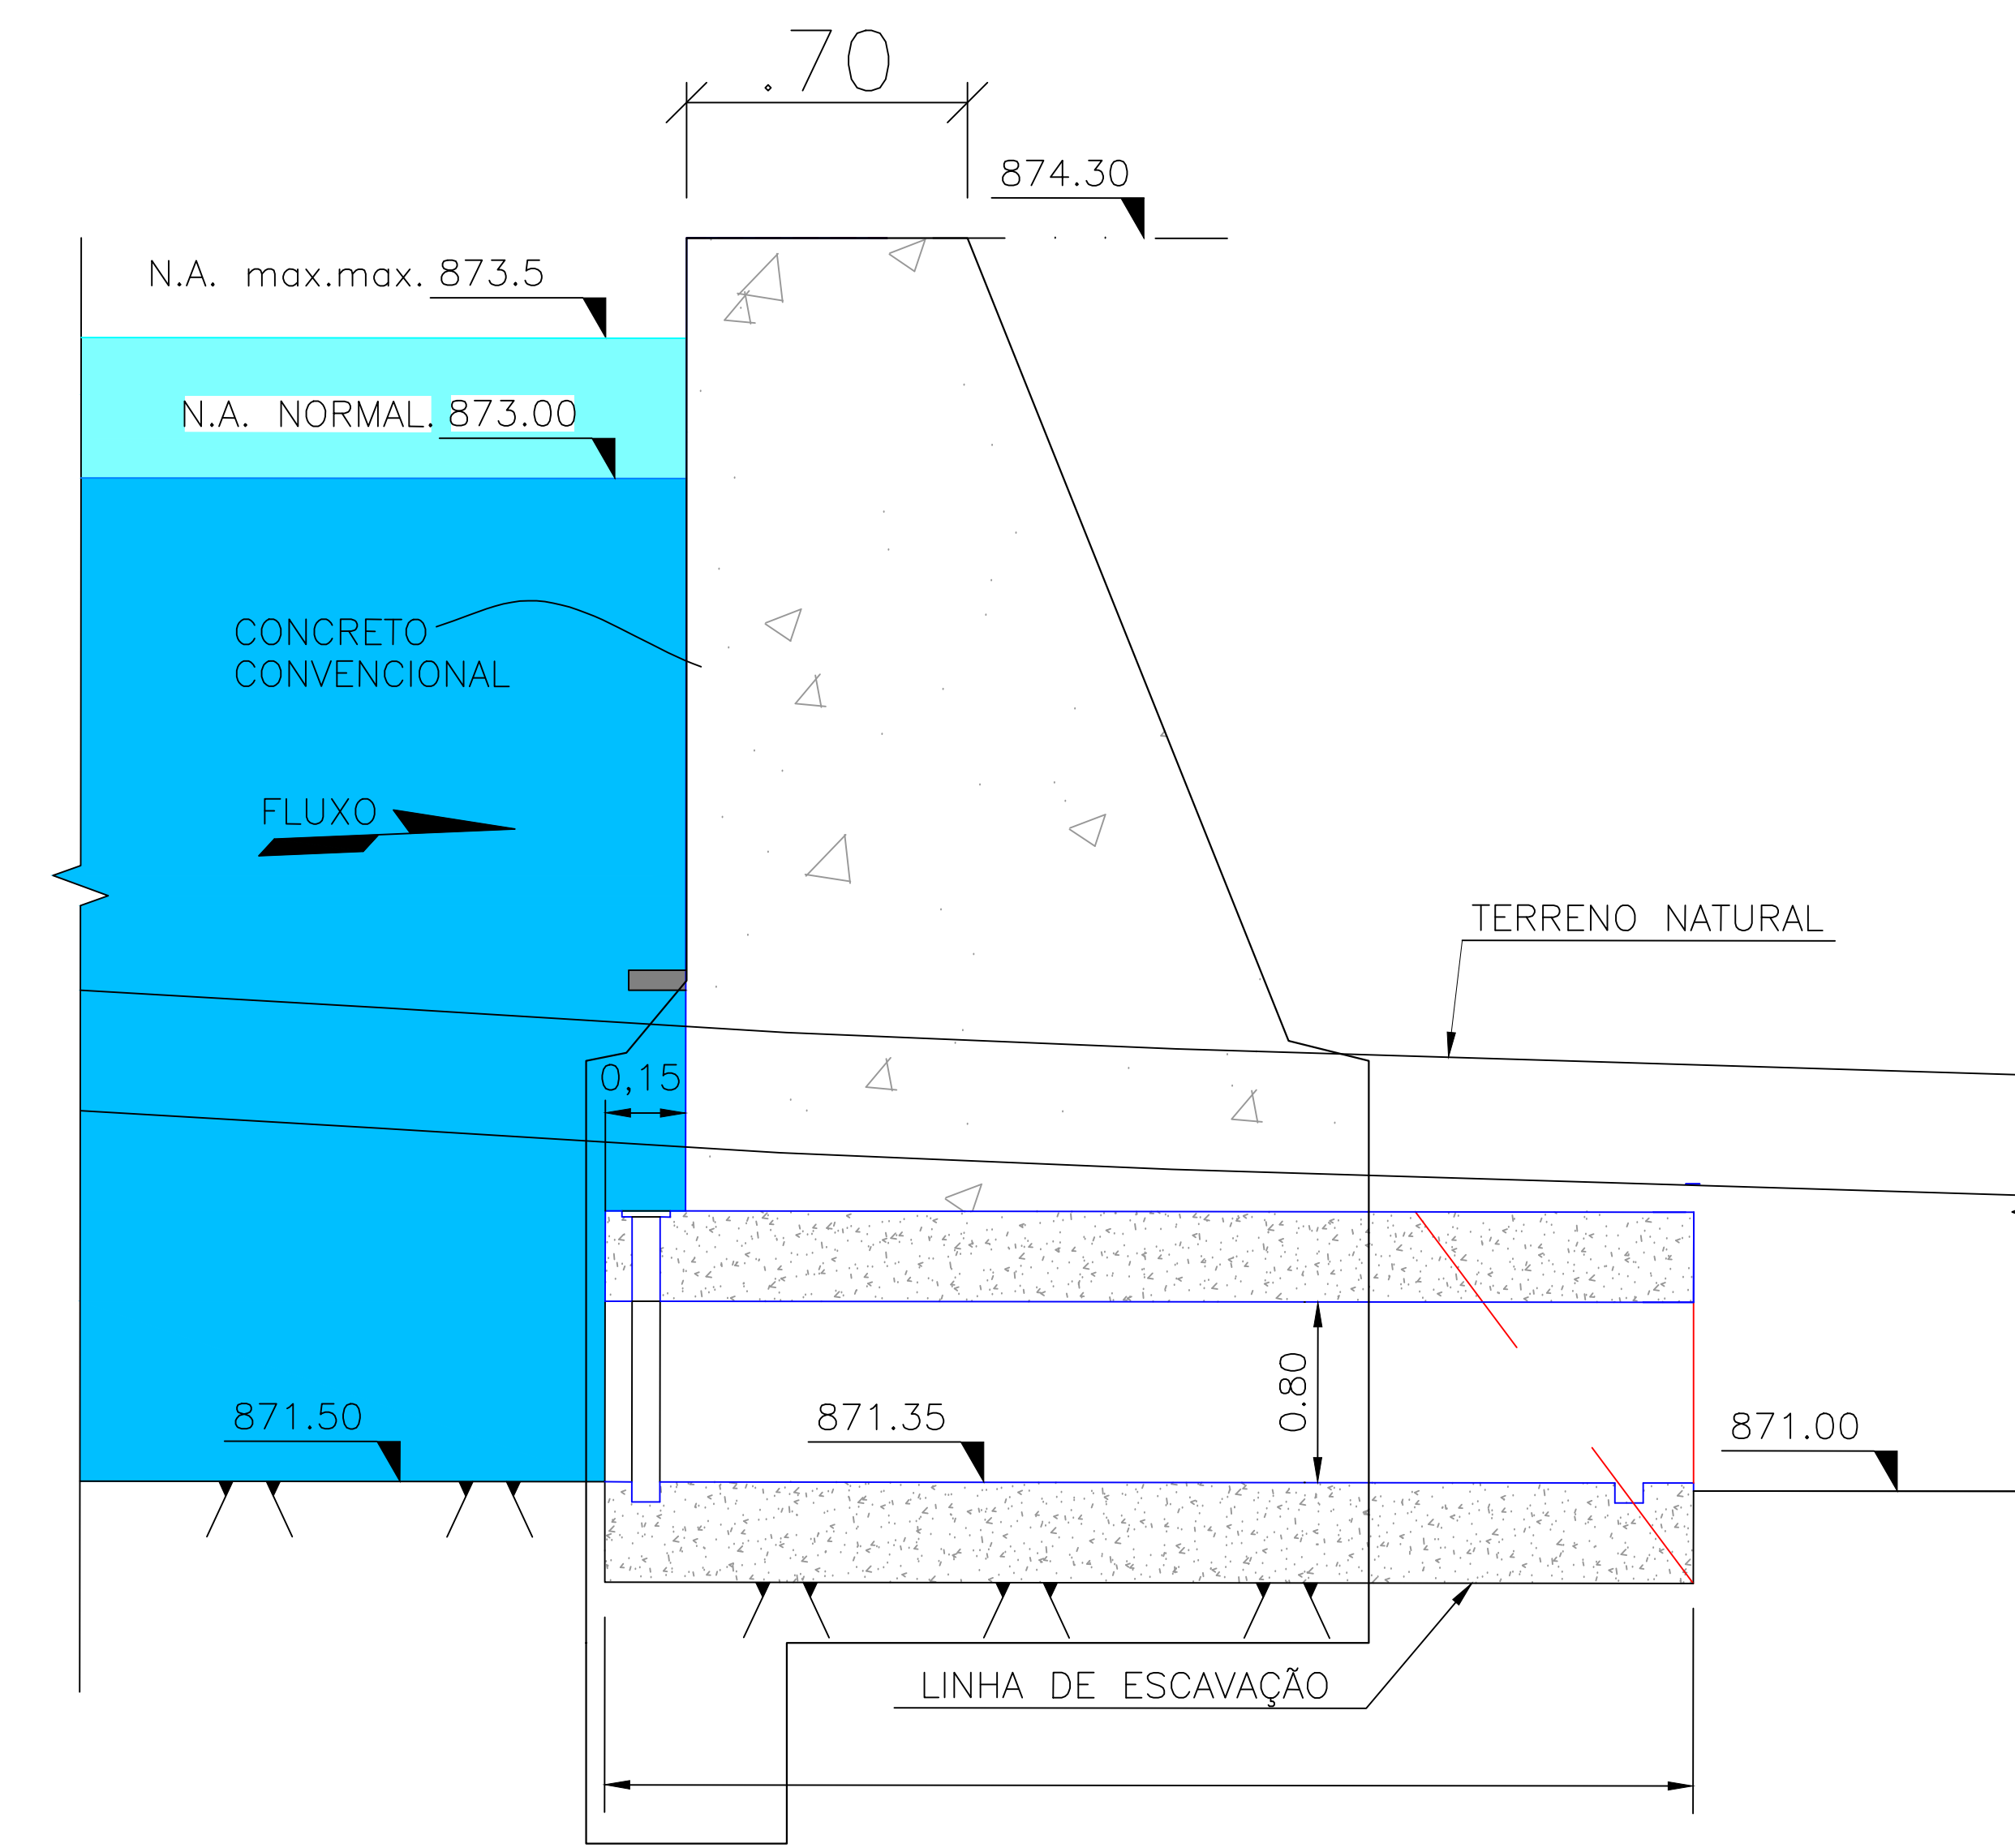 .70
874.30
N.A. max.max. 873.5
N.A. NORMAL. 873.00
CONCRETO
CONVENCIONAL
FLUXO
TERRENO NATURAL
0,15
0.80
871.50
871.35
871.00
LINHA DE ESCAVAÇÃO